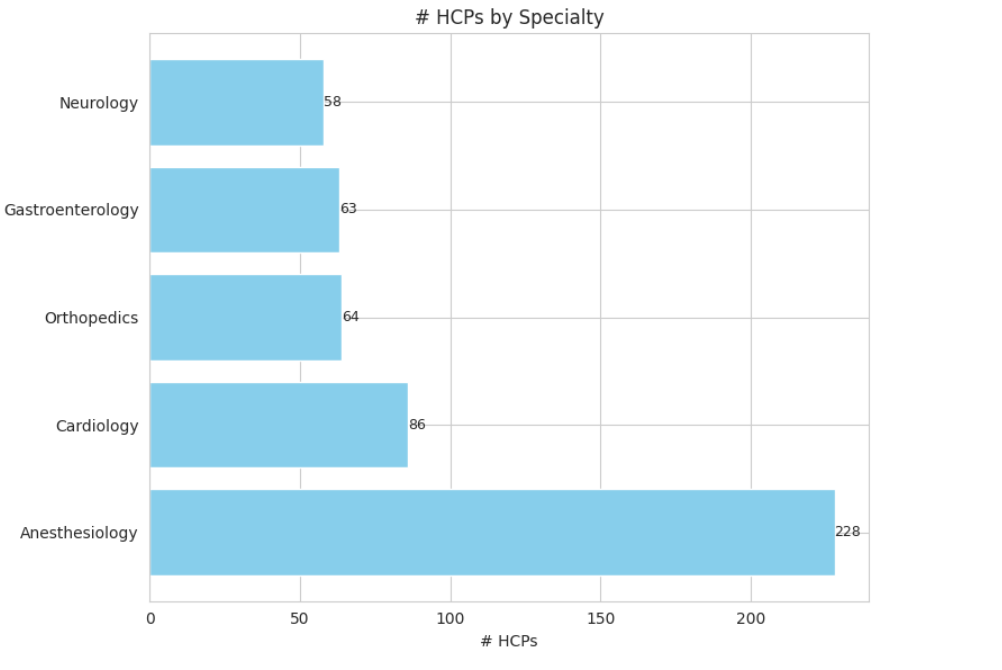 # HCPs by Specialty
Neurology
58
Gastroenterology
63
Orthopedics
64
Cardiology
86
Anesthesiology
228
0
50
100
150
200
# HCPs